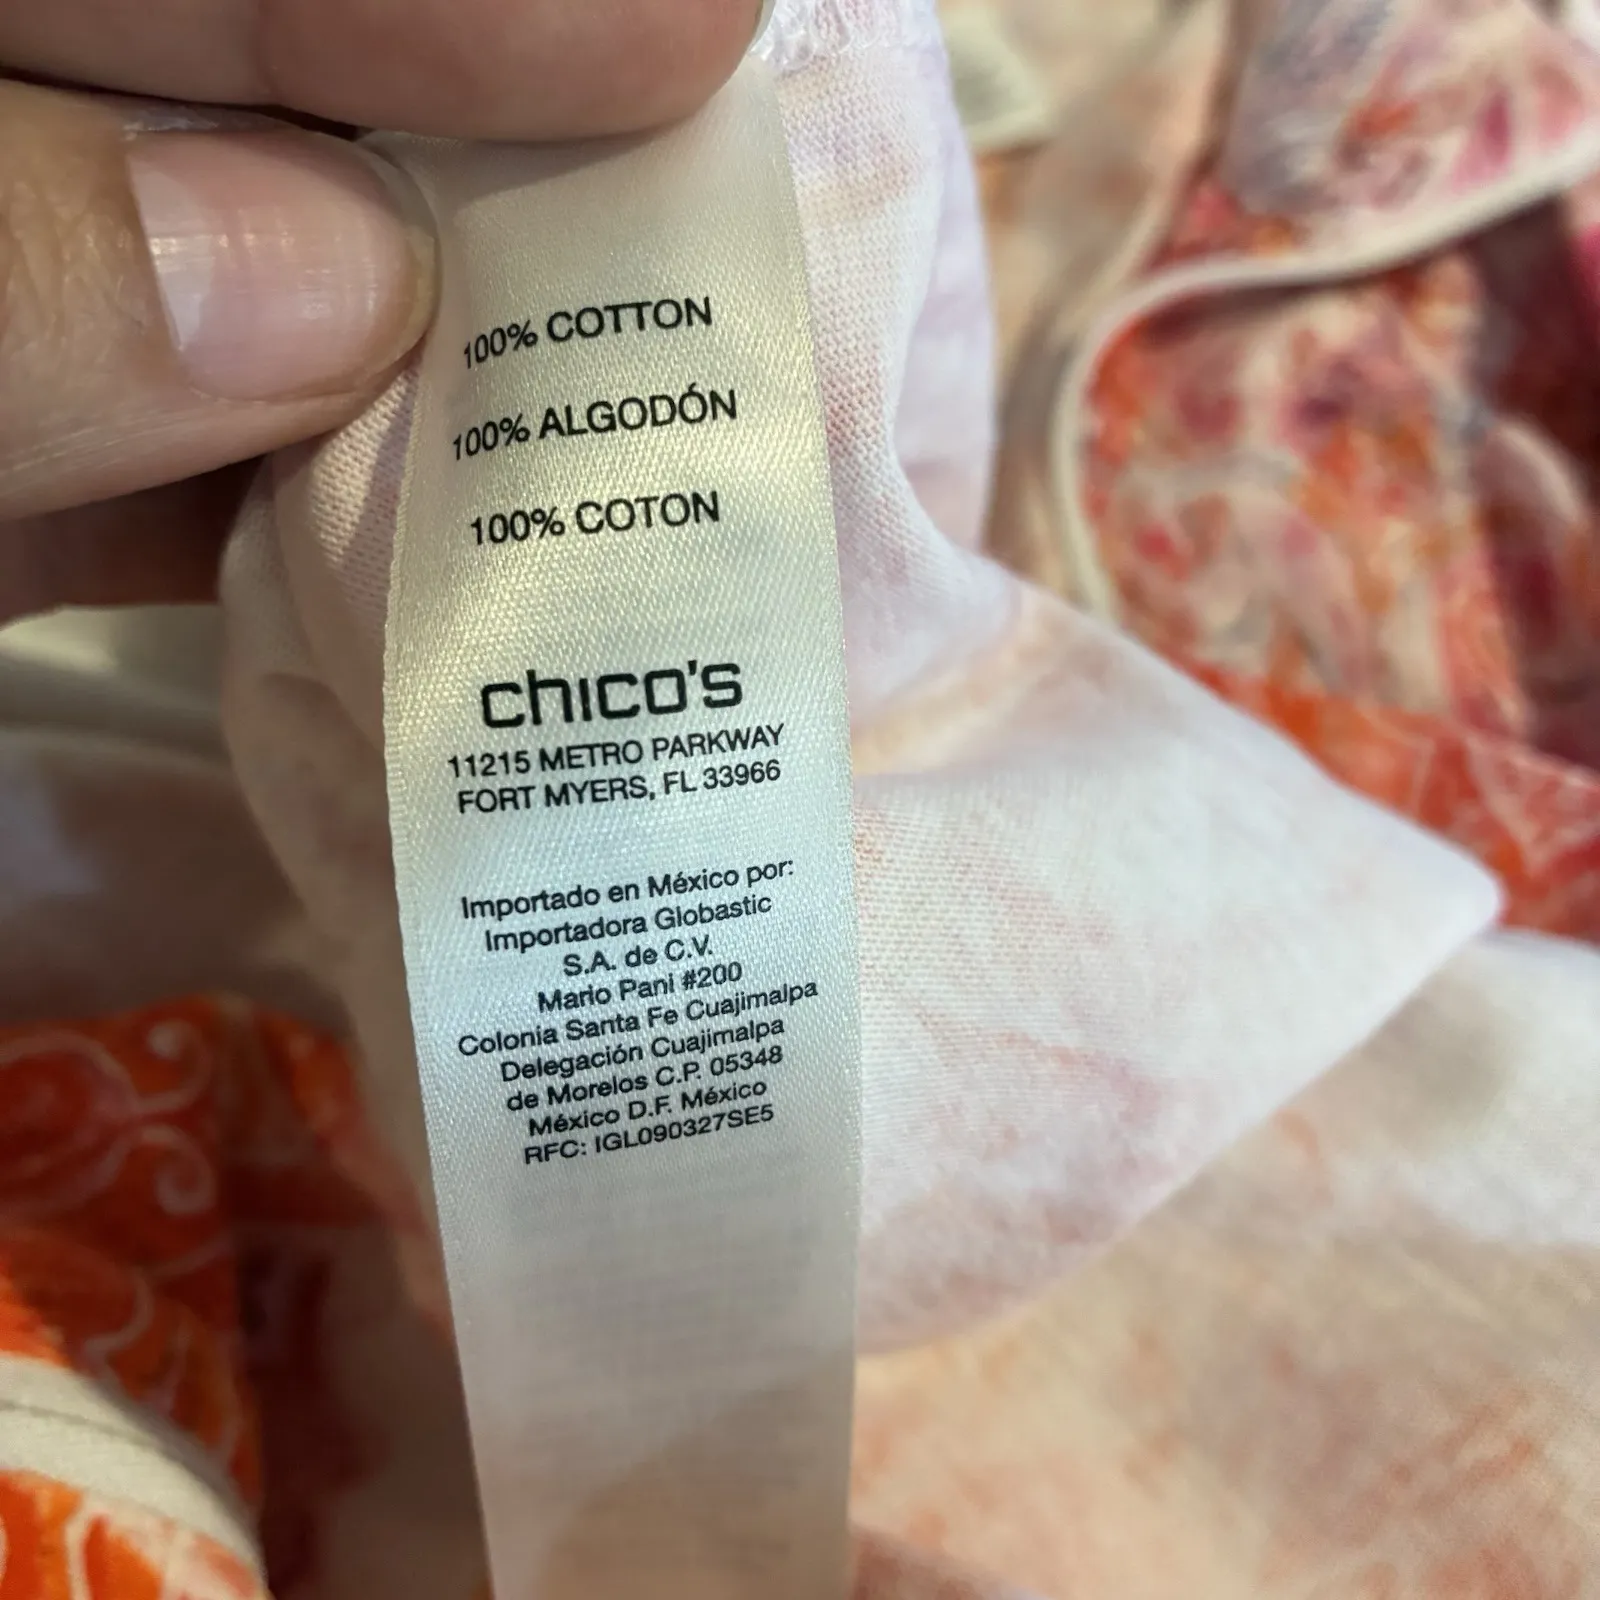 100% COTTON
100% ALGODÓN
100% COTON
chico's
11215 METRO PARKWAY
FORT MYERS, FL 33966
Importado en México por:
Importadora Globastic
S.A. de C.V.
Mario Pani #200
Colonia Santa Fe Cuajimalpa
Delegación Cuajimalpa
de Morelos C.P. 05348
México D.F. México
RFC: IGL090327SE5